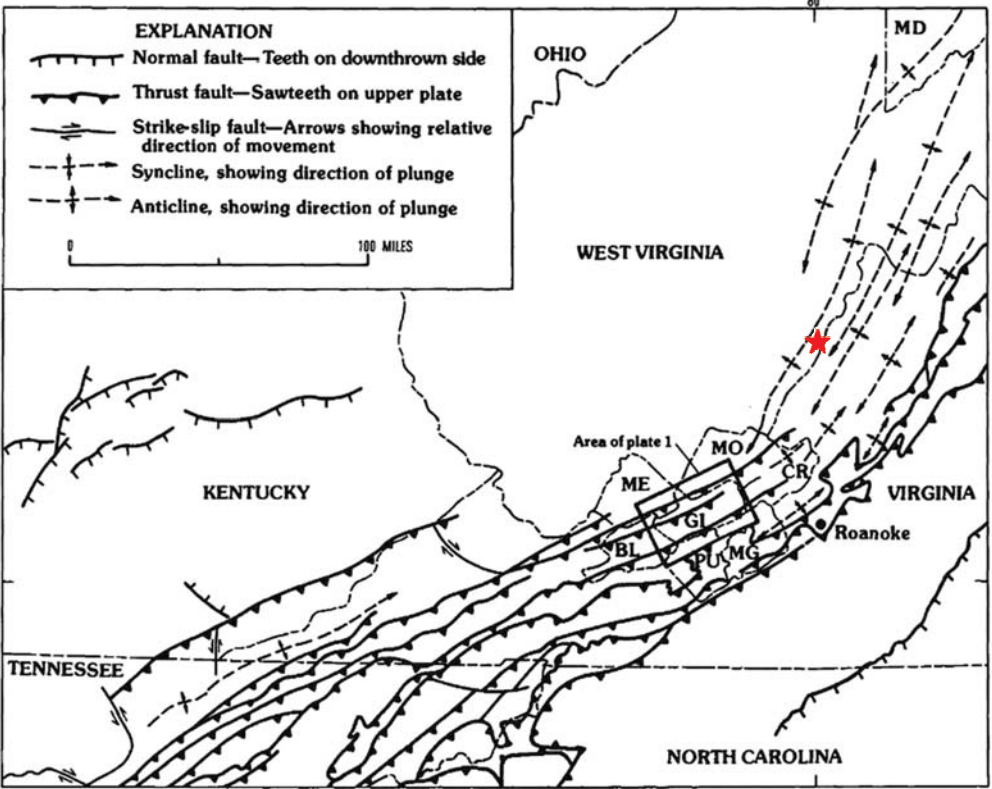 80
EXPLANATION
Normal fault—Teeth on downthrown side
Thrust fault—Sawteeth on upper plate
Strike-slip fault—Arrows showing relative
direction of movement
Syncline, showing direction of plunge
Anticline, showing direction of plunge
0 100 MILES
OHIO
MD
WEST VIRGINIA
Area of plate 1
MO
ME
CR
KENTUCKY
VIRGINIA
GI
Roanoke
BL
PU
MG
TENNESSEE
NORTH CAROLINA